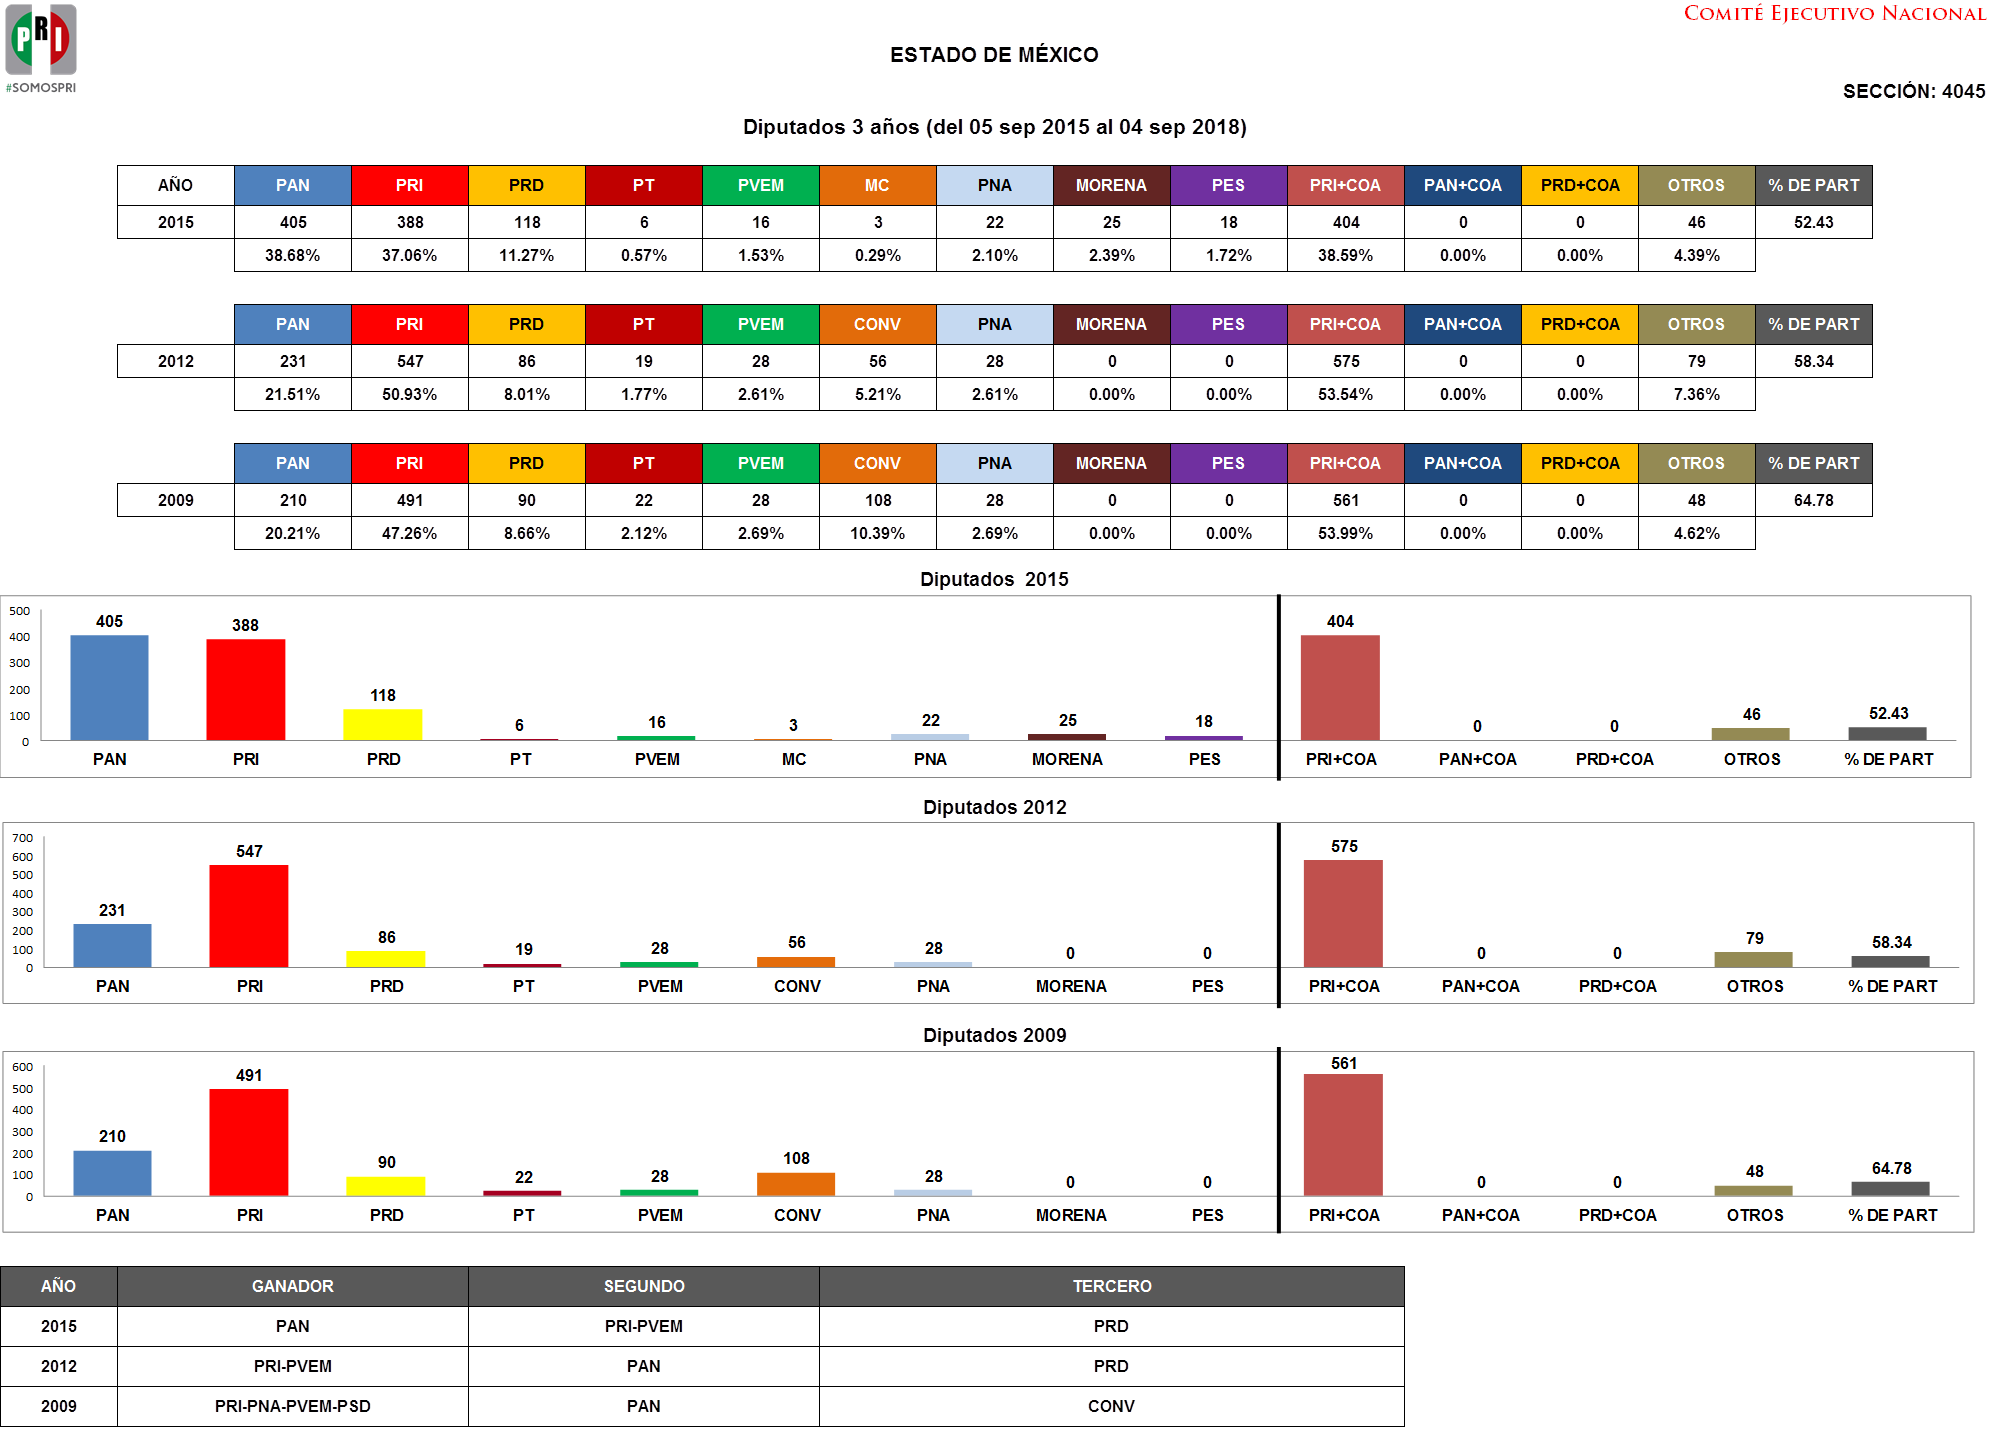 PRI
#SOMOSPRI
COMITÉ EJECUTIVO NACIONAL
ESTADO DE MÉXICO
SECCIÓN: 4045
Diputados 3 años (del 05 sep 2015 al 04 sep 2018)
AÑO PAN PRI PRD PT PVEM MC PNA MORENA PES PRI+COA PAN+COA PRD+COA OTROS % DE PART
2015 405 388 118 6 16 3 22 25 18 404 0 0 46 52.43
38.68% 37.06% 11.27% 0.57% 1.53% 0.29% 2.10% 2.39% 1.72% 38.59% 0.00% 0.00% 4.39%
PAN PRI PRD PT PVEM CONV PNA MORENA PES PRI+COA PAN+COA PRD+COA OTROS % DE PART
2012 231 547 86 19 28 56 28 0 0 575 0 0 79 58.34
21.51% 50.93% 8.01% 1.77% 2.61% 5.21% 2.61% 0.00% 0.00% 53.54% 0.00% 0.00% 7.36%
PAN PRI PRD PT PVEM CONV PNA MORENA PES PRI+COA PAN+COA PRD+COA OTROS % DE PART
2009 210 491 90 22 28 108 28 0 0 561 0 0 48 64.78
20.21% 47.26% 8.66% 2.12% 2.69% 10.39% 2.69% 0.00% 0.00% 53.99% 0.00% 0.00% 4.62%
Diputados 2015
500
400
300
200
100
0
405 388 118 6 16 3 22 25 18 404 0 0 46 52.43
PAN PRI PRD PT PVEM MC PNA MORENA PES PRI+COA PAN+COA PRD+COA OTROS % DE PART
Diputados 2012
700
600
500
400
300
200
100
0
231 547 86 19 28 56 28 0 0 575 0 0 79 58.34
PAN PRI PRD PT PVEM CONV PNA MORENA PES PRI+COA PAN+COA PRD+COA OTROS % DE PART
Diputados 2009
600
500
400
300
200
100
0
210 491 90 22 28 108 28 0 0 561 0 0 48 64.78
PAN PRI PRD PT PVEM CONV PNA MORENA PES PRI+COA PAN+COA PRD+COA OTROS % DE PART
AÑO GANADOR SEGUNDO TERCERO
2015 PAN PRI-PVEM PRD
2012 PRI-PVEM PAN PRD
2009 PRI-PNA-PVEM-PSD PAN CONV